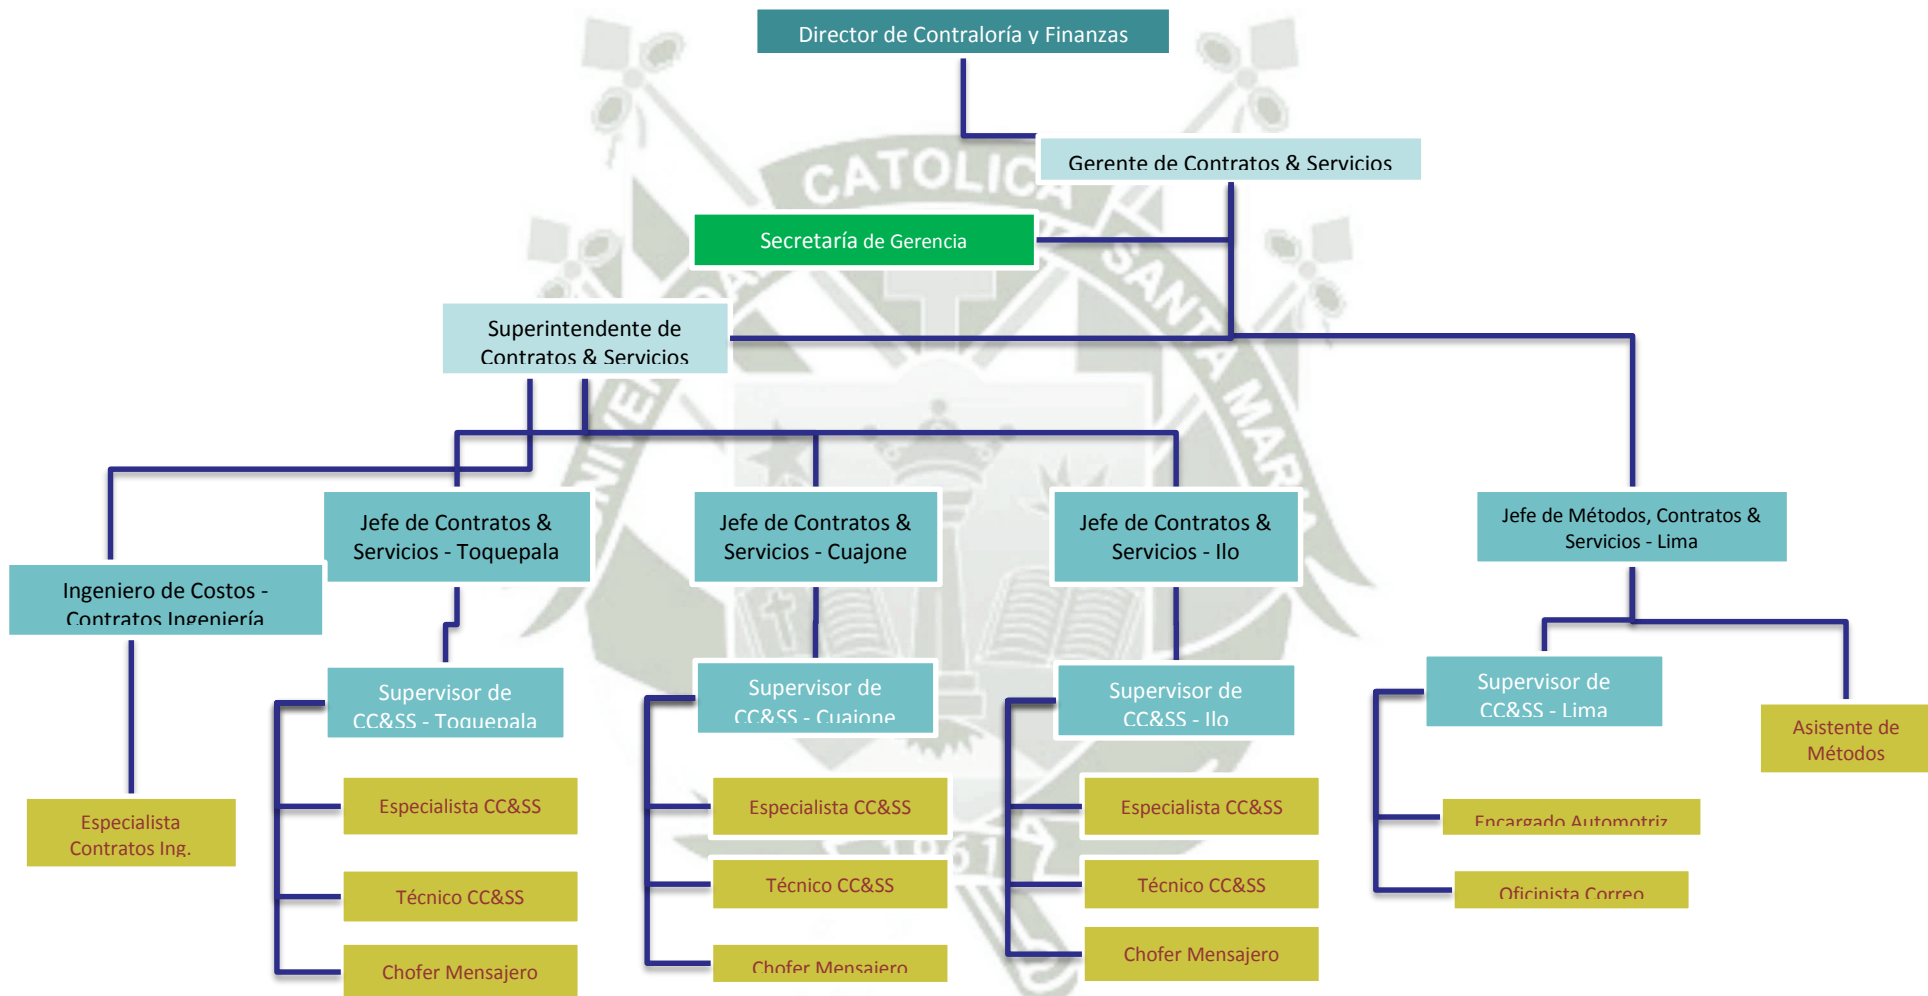 Director de Contraloría y Finanzas
Gerente de Contratos & Servicios
Secretaría de Gerencia
Superintendente de
Contratos & Servicios
Jefe de Contratos &
Servicios - Toquepala
Jefe de Contratos &
Servicios - Cuajone
Jefe de Contratos &
Servicios - Ilo
Jefe de Métodos, Contratos &
Servicios - Lima
Ingeniero de Costos -
Contratos Ingeniería
Supervisor de
CC&SS - Toquepala
Supervisor de
CC&SS - Cuajone
Supervisor de
CC&SS - Ilo
Supervisor de
CC&SS - Lima
Asistente de
Métodos
Especialista
Contratos Ing.
Especialista CC&SS
Especialista CC&SS
Especialista CC&SS
Encargado Automotriz
Técnico CC&SS
Técnico CC&SS
Técnico CC&SS
Oficinista Correo
Chofer Mensajero
Chofer Mensajero
Chofer Mensajero
CATOLICA
SANTA MARIA
1961